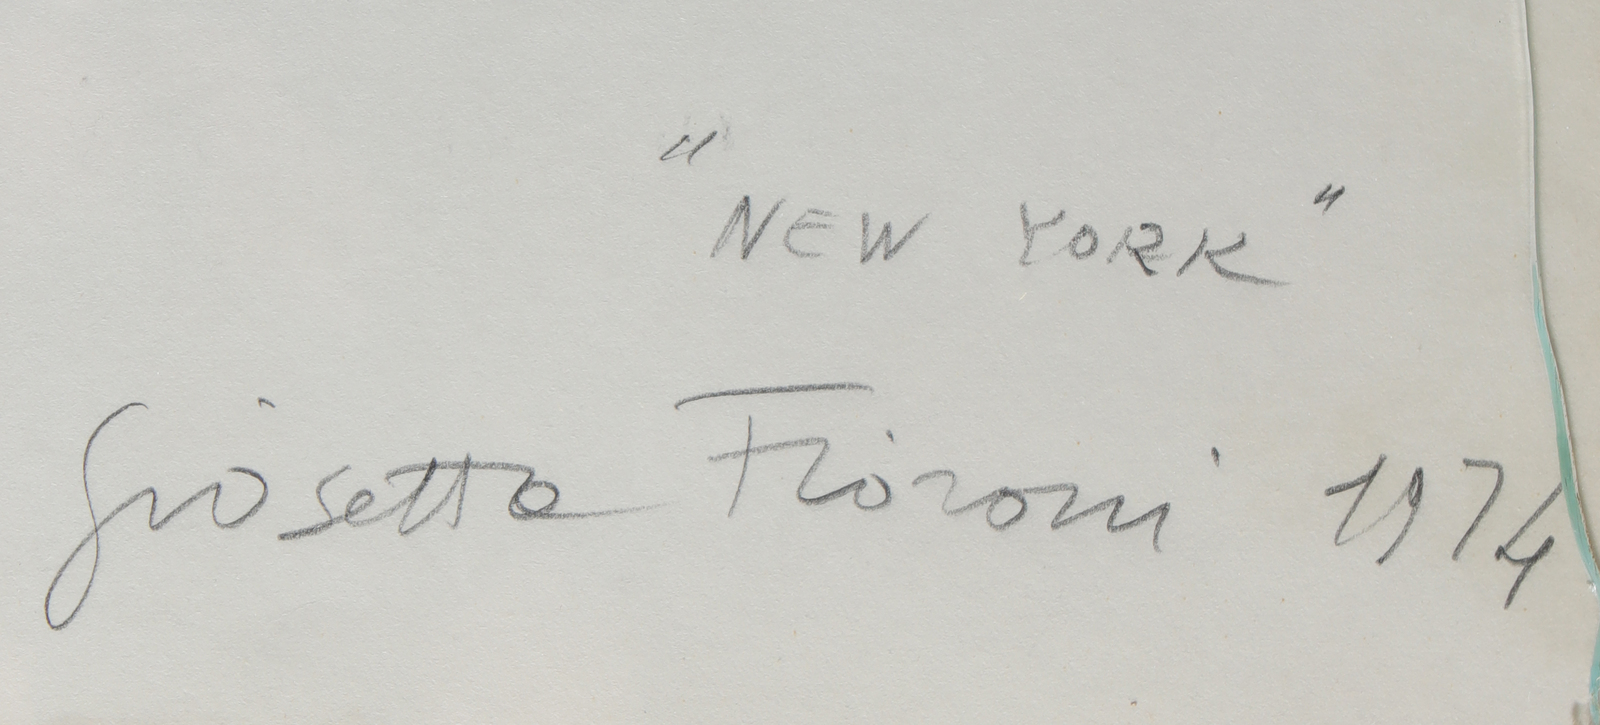 "NEW YORK"
Giosetta Fioroni 1974